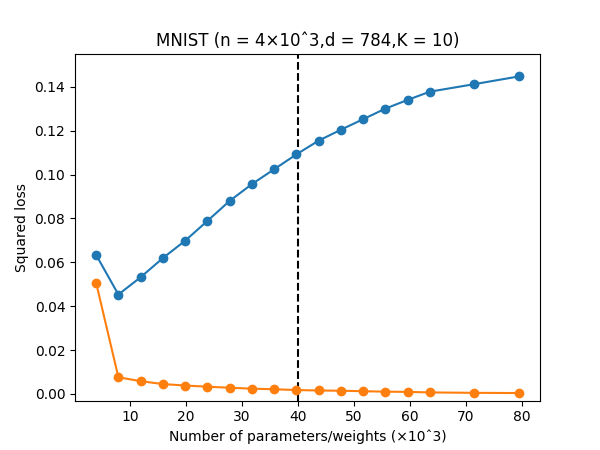 MNIST (n = 4×10ˆ3,d = 784,K = 10)
0.14
0.12
0.10
0.08
0.06
0.04
0.02
0.00
Squared loss
10 20 30 40 50 60 70 80
Number of parameters/weights (×10ˆ3)